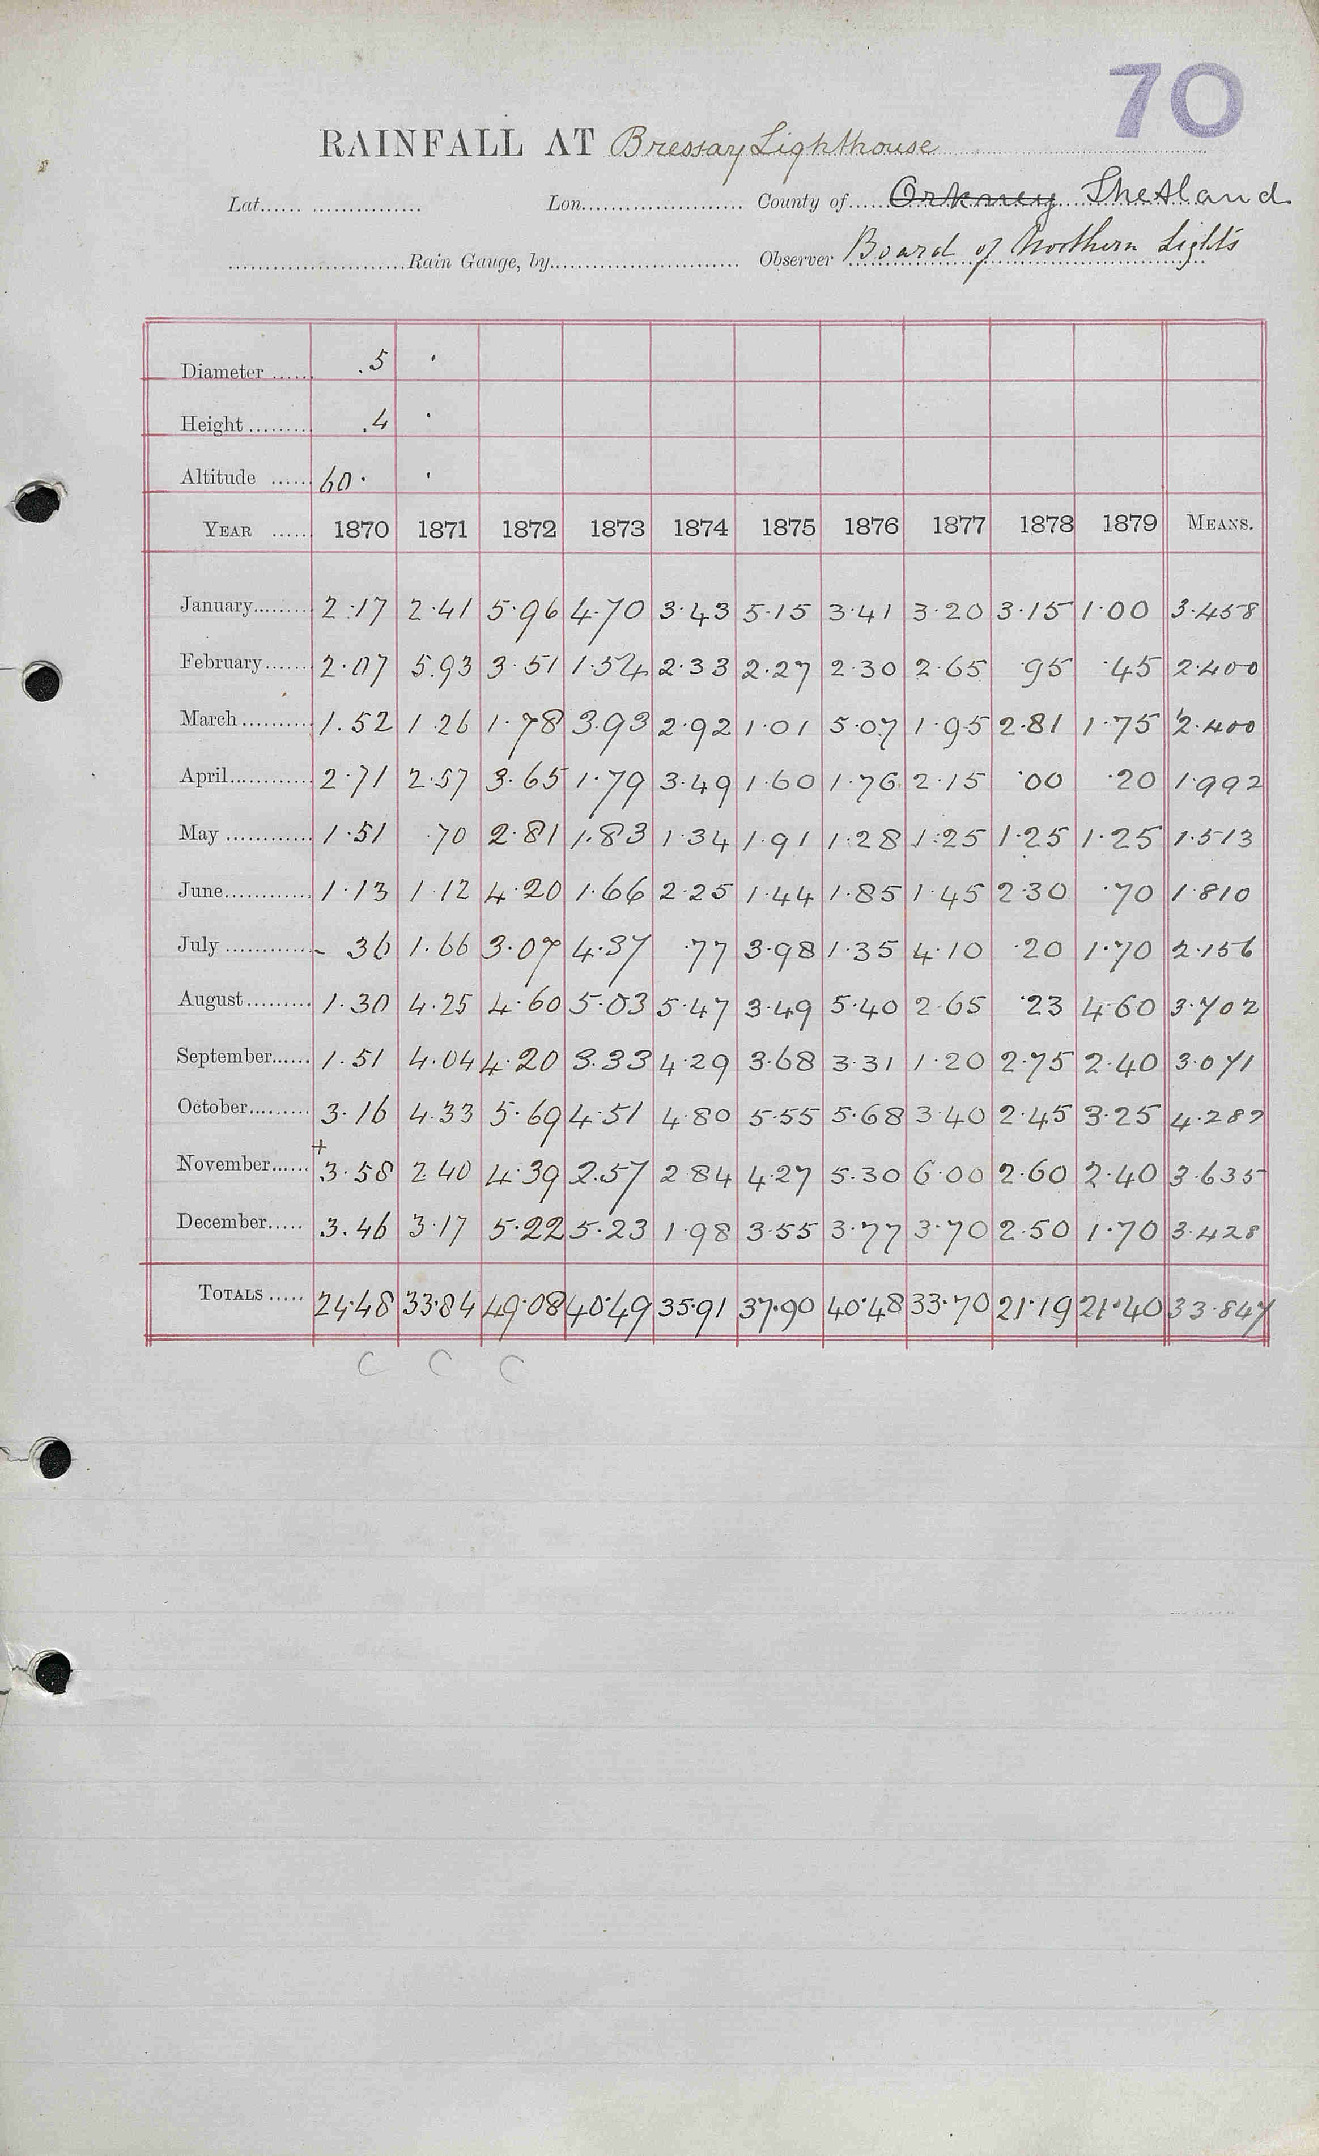 70
RAINFALL AT Bressay Lighthouse
Lat. Lon. County of Orkney Shetland
Rain Gauge, by Observer Board of Northern Lights
Diameter .5 ·
Height .4 ·
Altitude 60· ·
YEAR 1870 1871 1872 1873 1874 1875 1876 1877 1878 1879 MEANS.
January 2·17 2·41 5·96 4·70 3·43 5·15 3·41 3·20 3·15 1·00 3·458
February 2·07 5.93 3·51 1·54 2·33 2·27 2·30 2·65 ·95 ·45 2·400
March 1.52 1·26 1·78 3.93 2·92 1·01 5·07 1·95 2·81 1·75 2·400
April 2·71 2·57 3·65 1·79 3·49 1·60 1·76 2·15 ·00 ·20 1·992
May 1·51 ·70 2·81 1.83 1·34 1·91 1·28 1·25 1·25 1·25 1·513
June 1·13 1·12 4·20 1·66 2·25 1·44 1·85 1·45 2·30 ·70 1·810
July - 36 1.66 3·07 4·37 ·77 3·98 1·35 4·10 ·20 1·70 2·156
August 1·30 4·25 4·60 5·03 5·47 3·49 5·40 2·65 ·23 4·60 3·702
September 1·51 4·04 4·20 3.33 4·29 3·68 3·31 1·20 2·75 2·40 3·071
October 3·16 4·33 5·69 4·51 4·80 5·55 5·68 3·40 2·45 3·25 4·282
November + 3·58 2·40 4·39 2.57 2·84 4·27 5·30 6·00 2·60 2·40 3·635
December 3.46 3·17 5·22 5·23 1·98 3·55 3·77 3·70 2·50 1·70 3·428
TOTALS 24·48 33·84 49·08 40·49 35·91 37·90 40·48 33·70 21·19 21·40 33·847
C C C